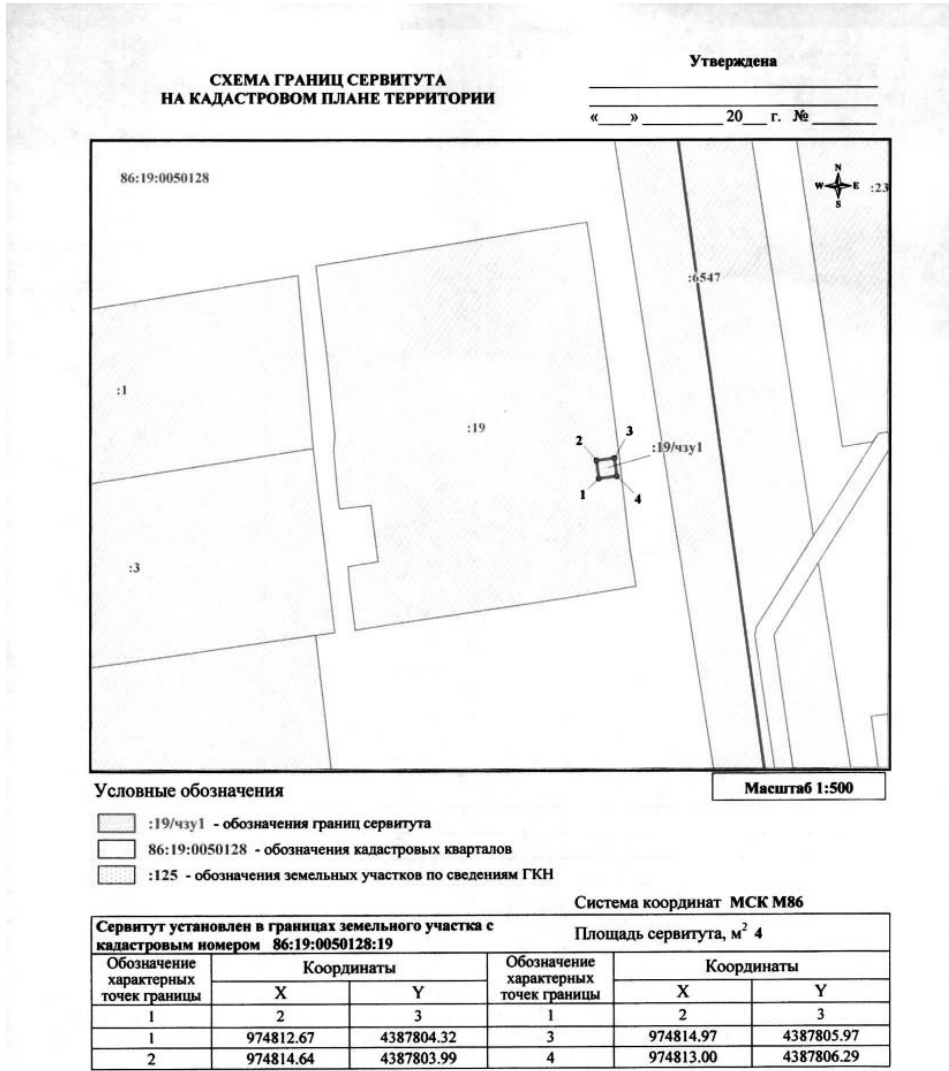 Утверждена
СХЕМА ГРАНИЦ СЕРВИТУТА
НА КАДАСТРОВОМ ПЛАНЕ ТЕРРИТОРИИ
«___» ________ 20__ г. № ______
86:19:0050128
N
W E
S
:23
:6547
:1
:19
2 3
:19/чзу1
1 4
:3
Условные обозначения
Масштаб 1:500
:19/чзу1 - обозначения границ сервитута
86:19:0050128 - обозначения кадастровых кварталов
:125 - обозначения земельных участков по сведениям ГКН
Система координат МСК М86
Сервитут установлен в границах земельного участка с
кадастровым номером 86:19:0050128:19
Площадь сервитута, м² 4
Обозначение характерных точек границы Координаты Обозначение характерных точек границы Координаты
X Y X Y
1 2 3 1 2 3
1 974812.67 4387804.32 3 974814.97 4387805.97
2 974814.64 4387803.99 4 974813.00 4387806.29